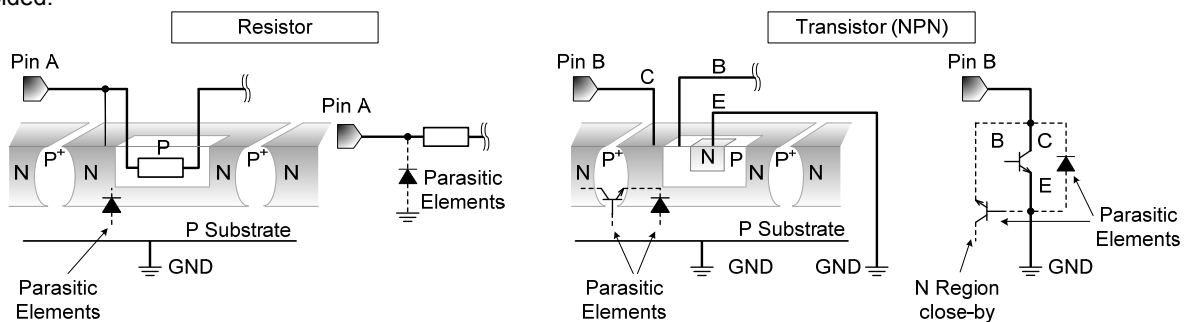 Resistor
Pin A
N
P+
N
P
N
P+
N
P Substrate
GND
Parasitic
Elements
Pin A
Parasitic
Elements
Transistor (NPN)
Pin B
C
B
E
N
P+
N
N
P
P+
N
P Substrate
GND
GND
Parasitic
Elements
Pin B
B
C
E
Parasitic
Elements
GND
N Region
close-by